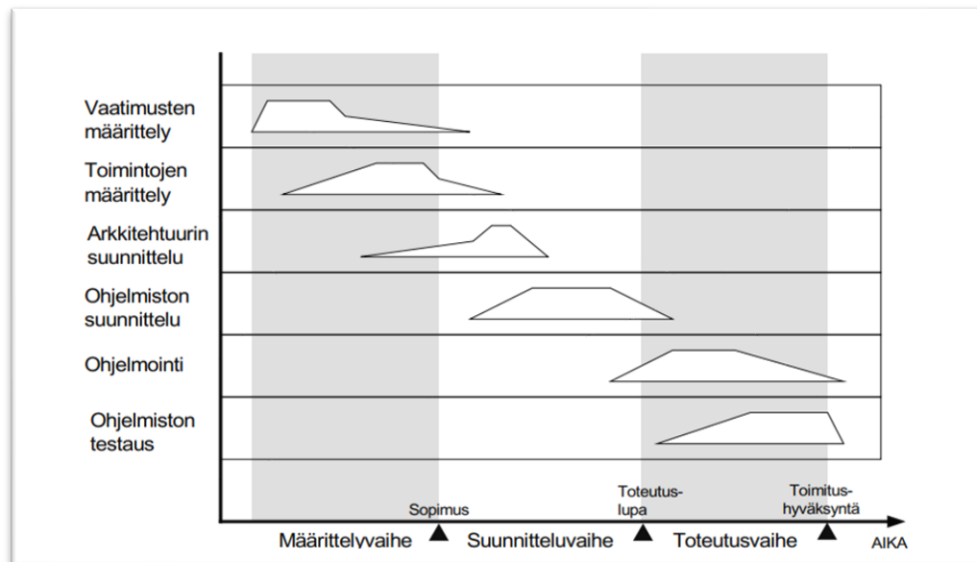 Vaatimusten
määrittely
Toimintojen
määrittely
Arkkitehtuurin
suunnittelu
Ohjelmiston
suunnittelu
Ohjelmointi
Ohjelmiston
testaus
Sopimus
Toteutus-
lupa
Toimitus-
hyväksyntä
Määrittelyvaihe
Suunnitteluvaihe
Toteutusvaihe
AIKA